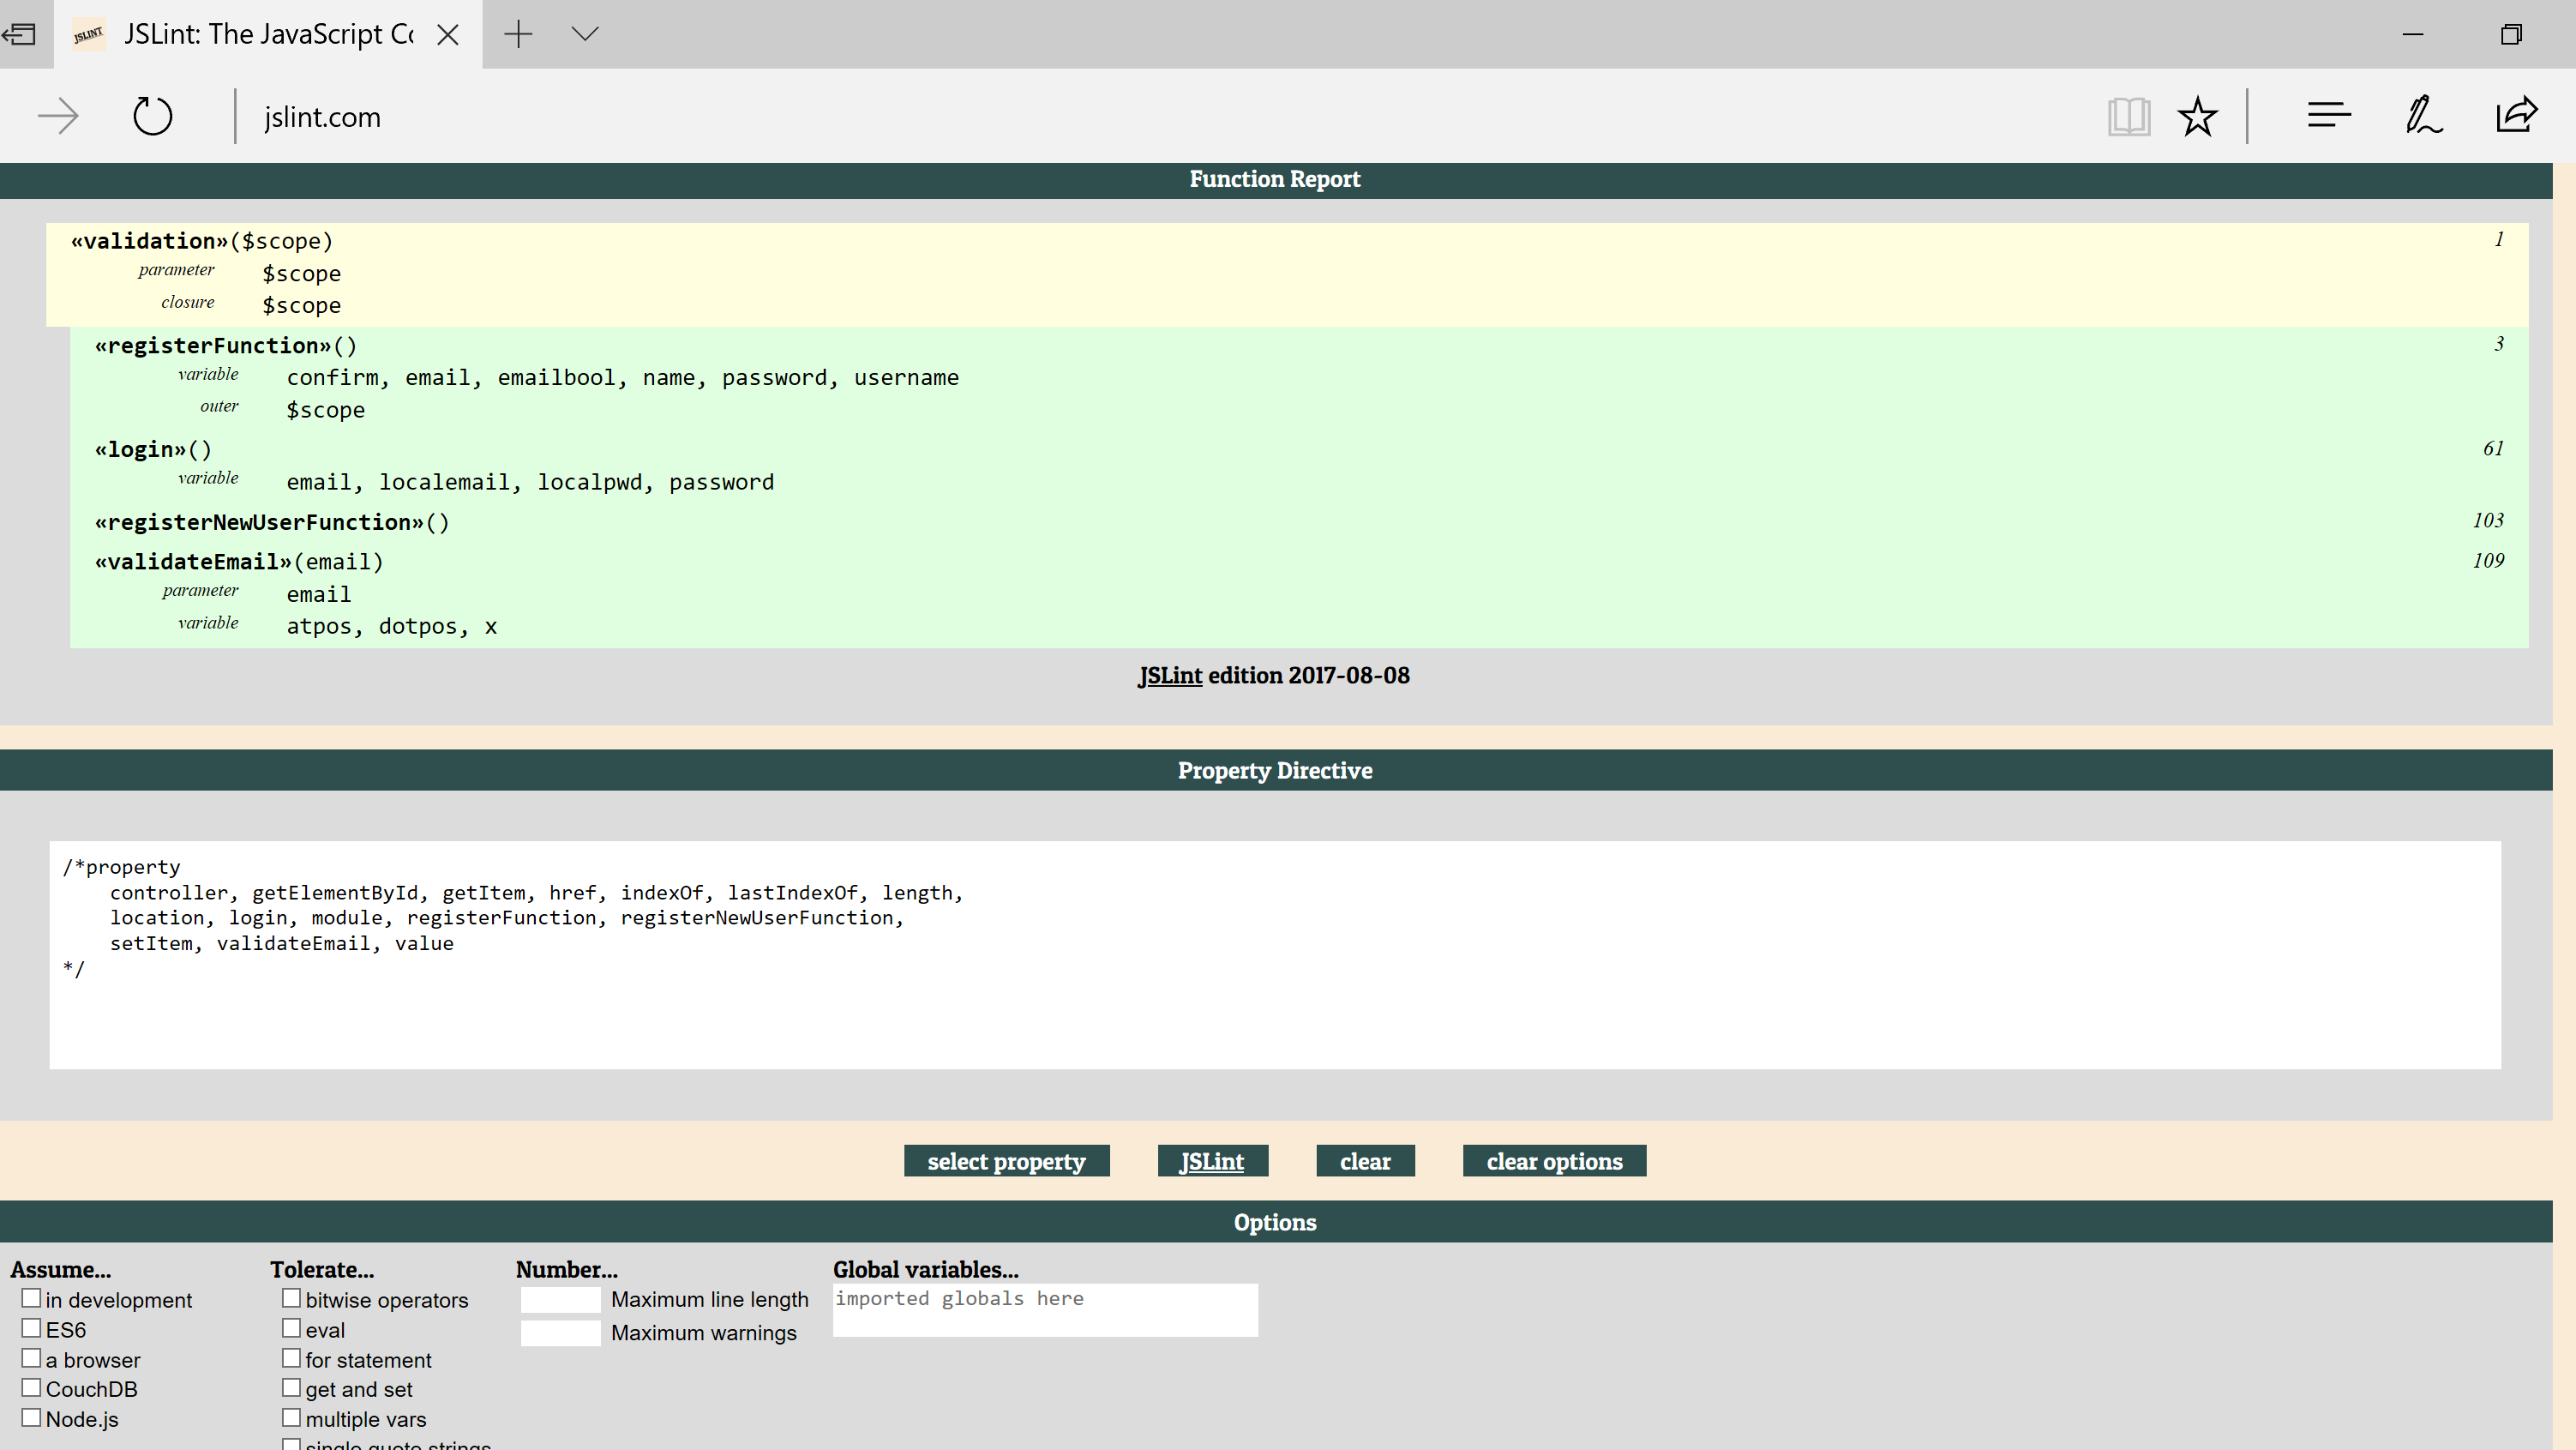 JSLINT JSLint: The JavaScript Co
jslint.com
Function Report
«validation»($scope) 1
parameter $scope
closure $scope
«registerFunction»() 3
variable confirm, email, emailbool, name, password, username
outer $scope
«login»() 61
variable email, localemail, localpwd, password
«registerNewUserFunction»() 103
«validateEmail»(email) 109
parameter email
variable atpos, dotpos, x
JSLint edition 2017-08-08
Property Directive
/*property
controller, getElementById, getItem, href, indexOf, lastIndexOf, length,
location, login, module, registerFunction, registerNewUserFunction,
setItem, validateEmail, value
*/
select property JSLint clear clear options
Options
Assume... Tolerate... Number... Global variables...
in development bitwise operators Maximum line length imported globals here
ES6 eval Maximum warnings
a browser for statement
CouchDB get and set
Node.js multiple vars
single quote strings